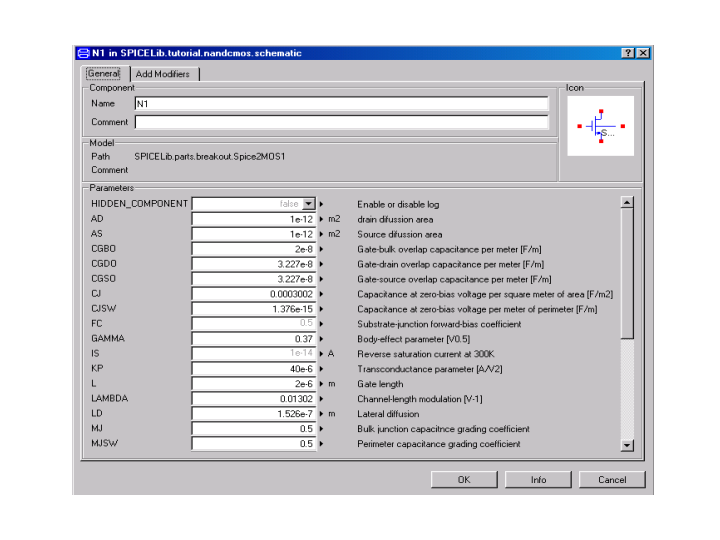 N1 in SPICELib.tutorial.nandcmos.schematic
General Add Modifiers
Component Icon
Name N1
Comment
S...
Model
Path SPICELib.parts.breakout.Spice2MOS1
Comment
Parameters
HIDDEN_COMPONENT false Enable or disable log
AD 1e-12 m2 drain difussion area
AS 1e-12 m2 Source difussion area
CGBO 2e-8 Gate-bulk overlap capacitance per meter [F/m]
CGDO 3.227e-8 Gate-drain overlap capacitance per meter [F/m]
CGSO 3.227e-8 Gate-source overlap capacitance per meter [F/m]
CJ 0.0003002 Capacitance at zero-bias voltage per square meter of area [F/m2]
CJSW 1.376e-15 Capacitance at zero-bias voltage per meter of perimeter [F/m]
FC 0.5 Substrate-junction forward-bias coefficient
GAMMA 0.37 Body-effect parameter [V0.5]
IS 1e-14 A Reverse saturation current at 300K
KP 40e-6 Transconductance parameter [A/V2]
L 2e-6 m Gate length
LAMBDA 0.01302 Channel-length modulation [V-1]
LD 1.526e-7 m Lateral diffusion
MJ 0.5 Bulk junction capacitnce grading coefficient
MJSW 0.5 Perimeter capacitance grading coefficient
OK Info Cancel